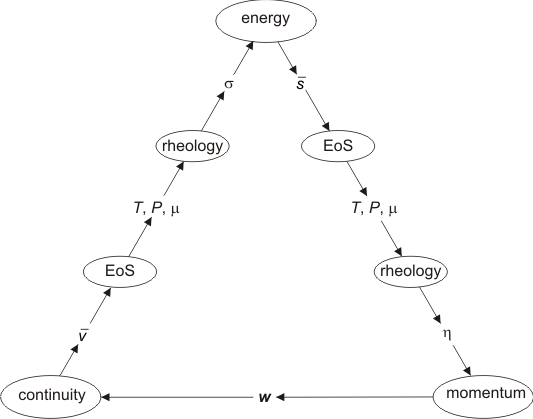 energy
σ
s̅
rheology
EoS
T, P, μ
T, P, μ
EoS
rheology
v̅
η
continuity
w
momentum